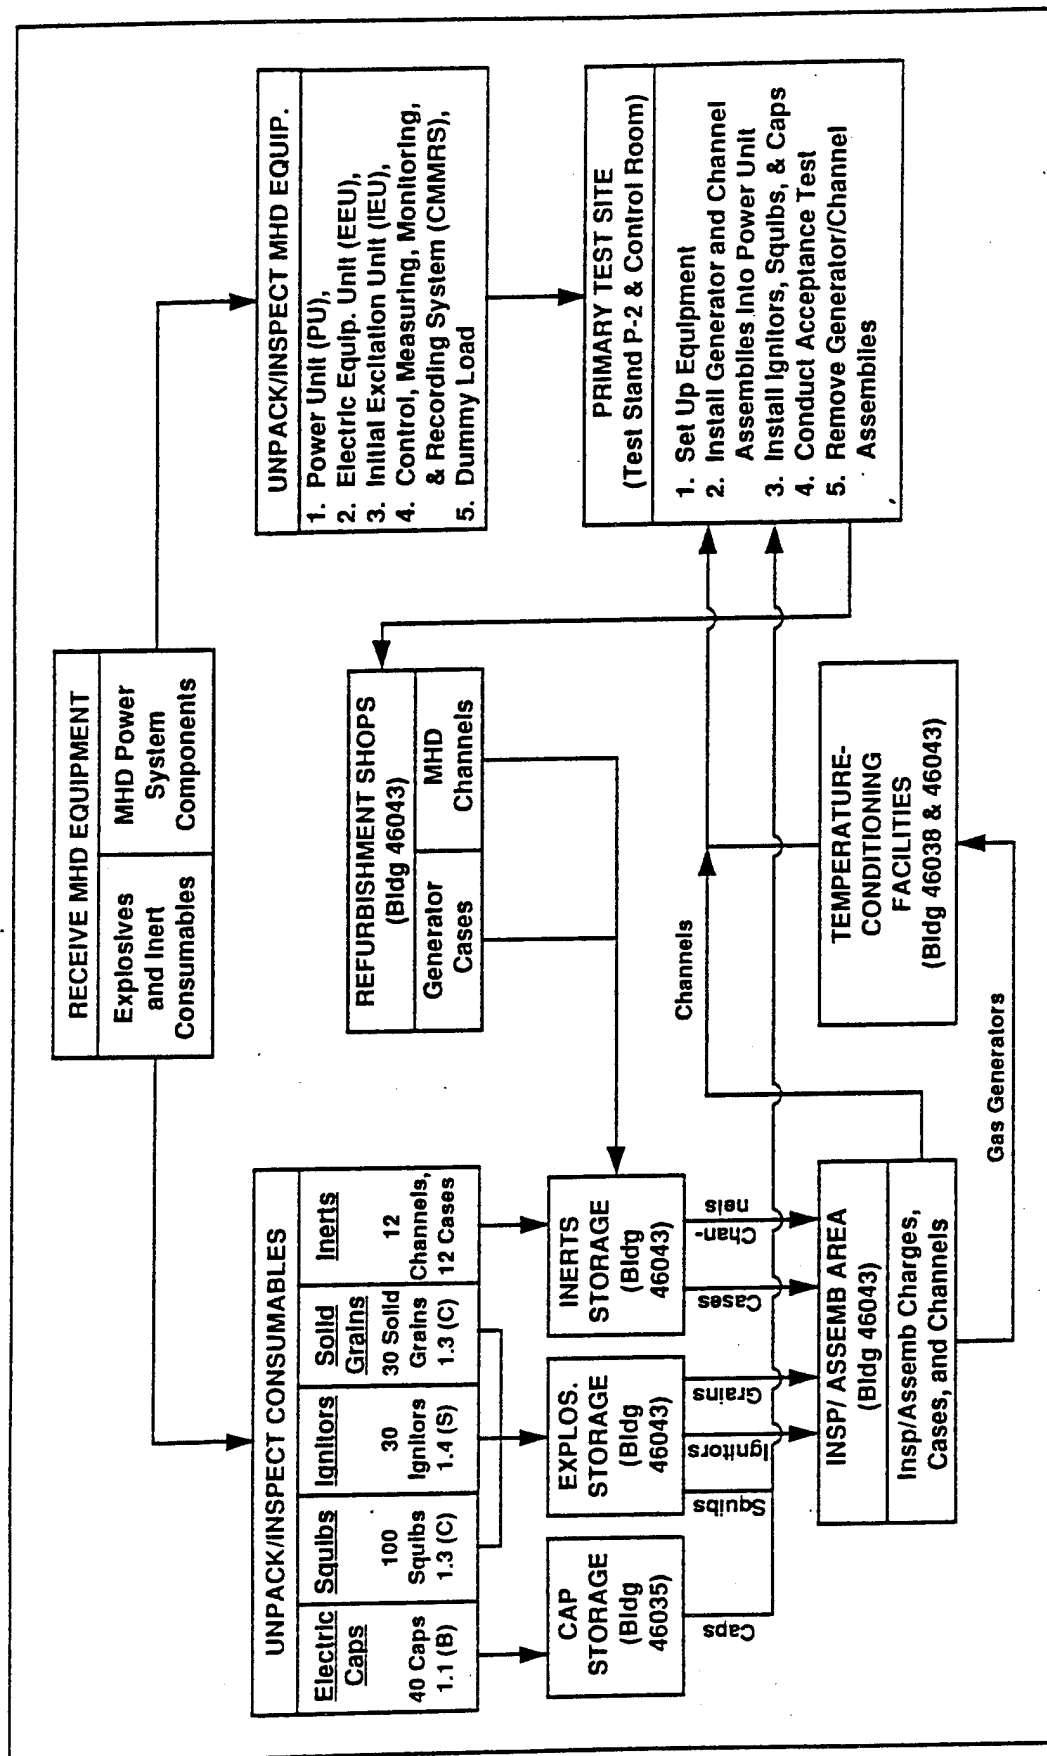 RECEIVE MHD EQUIPMENT
Explosives
and Inert
Consumables
MHD Power
System
Components
UNPACK/INSPECT CONSUMABLES
Electric
Caps
40 Caps
1.1 (B)
Squibs
100
Squibs
1.3 (C)
Ignitors
30
Ignitors
1.4 (S)
Solid
Grains
30 Solid
Grains
1.3 (C)
Inerts
12
Channels,
12 Cases
UNPACK/INSPECT MHD EQUIP.
1. Power Unit (PU),
2. Electric Equip. Unit (EEU),
3. Initial Excitation Unit (IEU),
4. Control, Measuring, Monitoring,
& Recording System (CMMRS),
5. Dummy Load
REFURBISHMENT SHOPS
(Bldg 46043)
Generator
Cases
MHD
Channels
CAP
STORAGE
(Bldg
46035)
EXPLOS.
STORAGE
(Bldg
46043)
INERTS
STORAGE
(Bldg
46043)
PRIMARY TEST SITE
(Test Stand P-2 & Control Room)
1. Set Up Equipment
2. Install Generator and Channel
Assemblies Into Power Unit
3. Install Ignitors, Squibs, & Caps
4. Conduct Acceptance Test
5. Remove Generator/Channel
Assemblies
Caps
Squibs
Ignitors
Grains
Cases
Chan-
nels
Channels
INSP/ ASSEMB AREA
(Bldg 46043)
Insp/Assemb Charges,
Cases, and Channels
TEMPERATURE-
CONDITIONING
FACILITIES
(Bldg 46038 & 46043)
Gas Generators